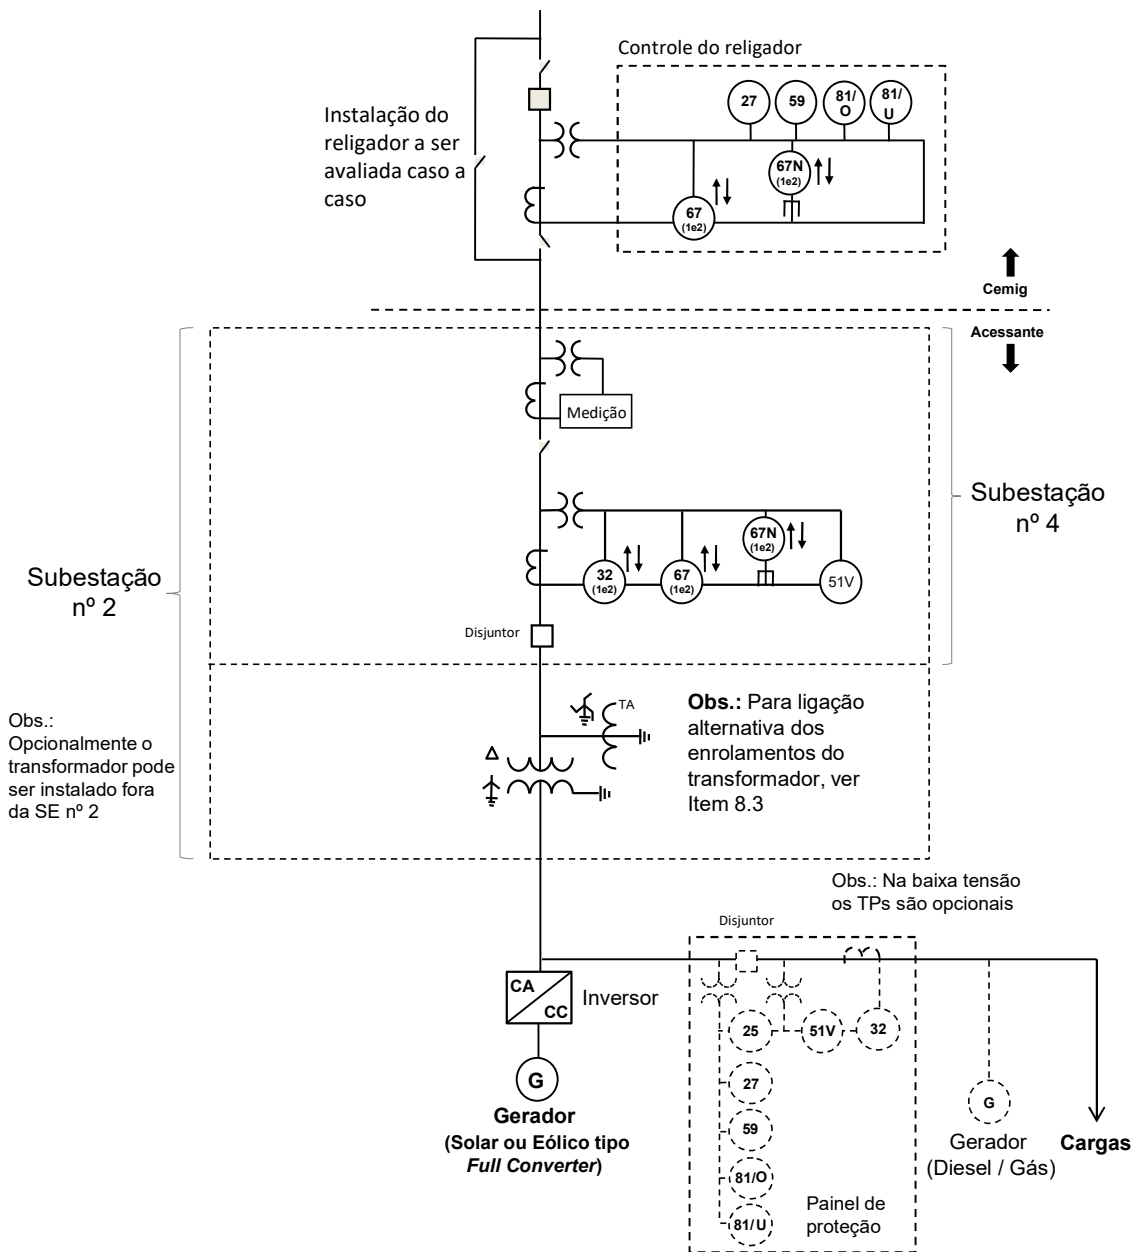 Controle do religador
Instalação do
religador a ser
avaliada caso a
caso
27
59
81/
O
81/
U
67N
(1e2)
67
(1e2)
Cemig
Acessante
Medição
Subestação
nº 4
67N
(1e2)
32
(1e2)
67
(1e2)
51V
Subestação
nº 2
Disjuntor
TA
Obs.: Para ligação
alternativa dos
enrolamentos do
transformador, ver
Item 8.3
Obs.:
Opcionalmente o
transformador pode
ser instalado fora
da SE nº 2
Obs.: Na baixa tensão
os TPs são opcionais
Disjuntor
CA
CC
Inversor
25
51V
32
27
59
81/O
81/U
G
Gerador
(Solar ou Eólico tipo
Full Converter)
G
Gerador
(Diesel / Gás)
Cargas
Painel de
proteção